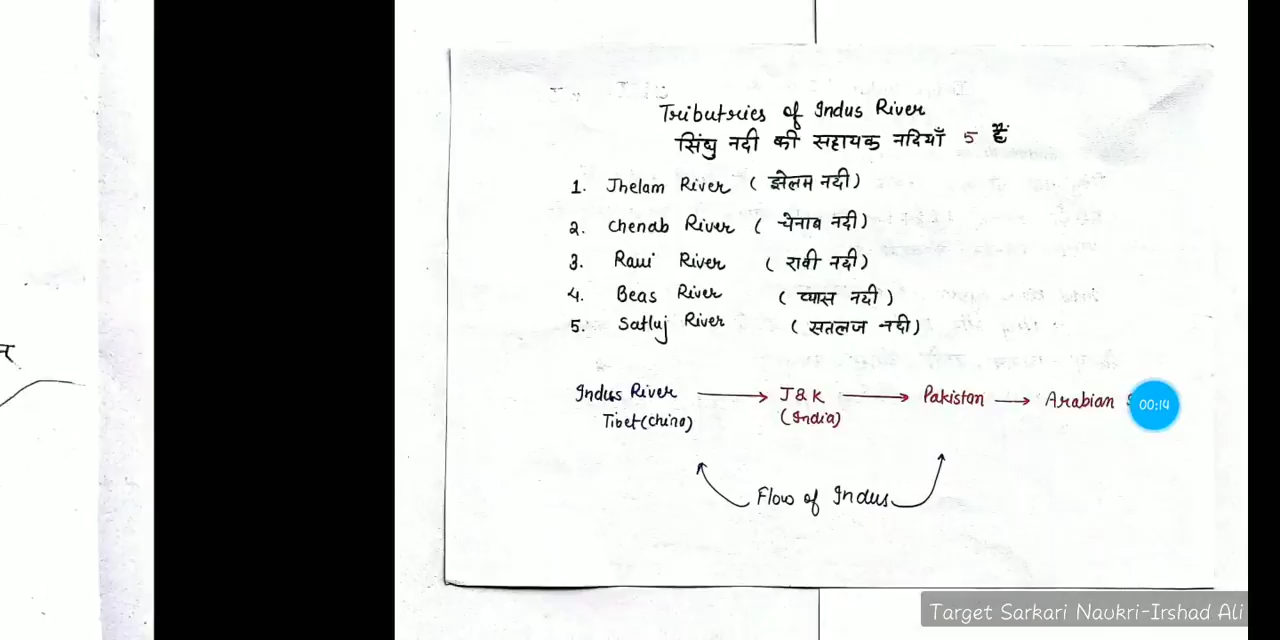 Tributries of Indus River
सिंधु नदी की सहायक नदियाँ 5 हैं
1. Jhelam River (झेलम नदी)
2. Chenab River (चेनाब नदी)
3. Ravi River (रावी नदी)
4. Beas River (व्यास नदी)
5. Satluj River (सतलज नदी)
Indus River → J&K → Pakistan → Arabian
Tibet (China) (India)
00:14
Flow of Indus
Target Sarkari Naukri-Irshad Ali